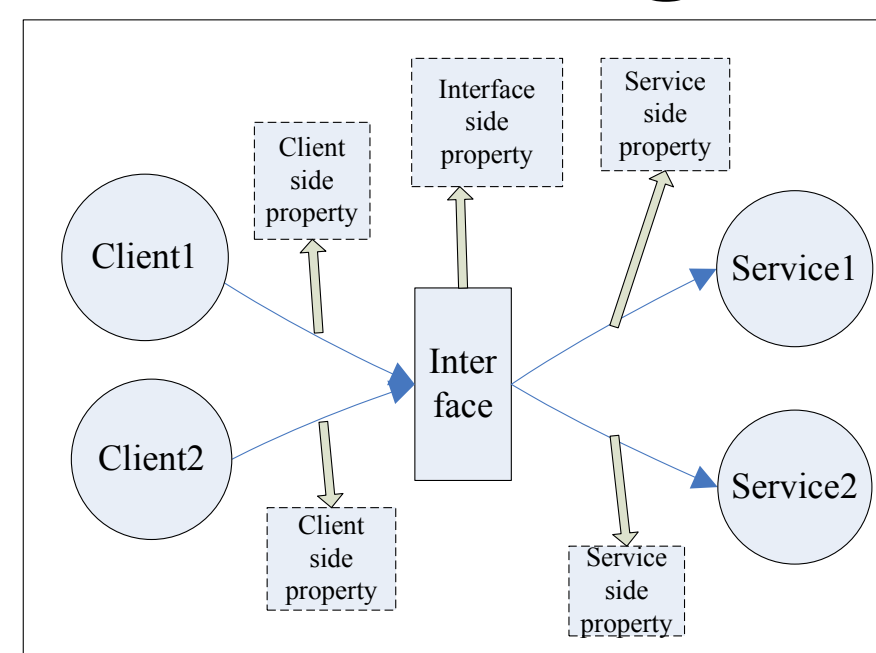 Interface
side
property
Service
side
property
Client
side
property
Client1
Service1
Inter
face
Client2
Service2
Client
side
property
Service
side
property